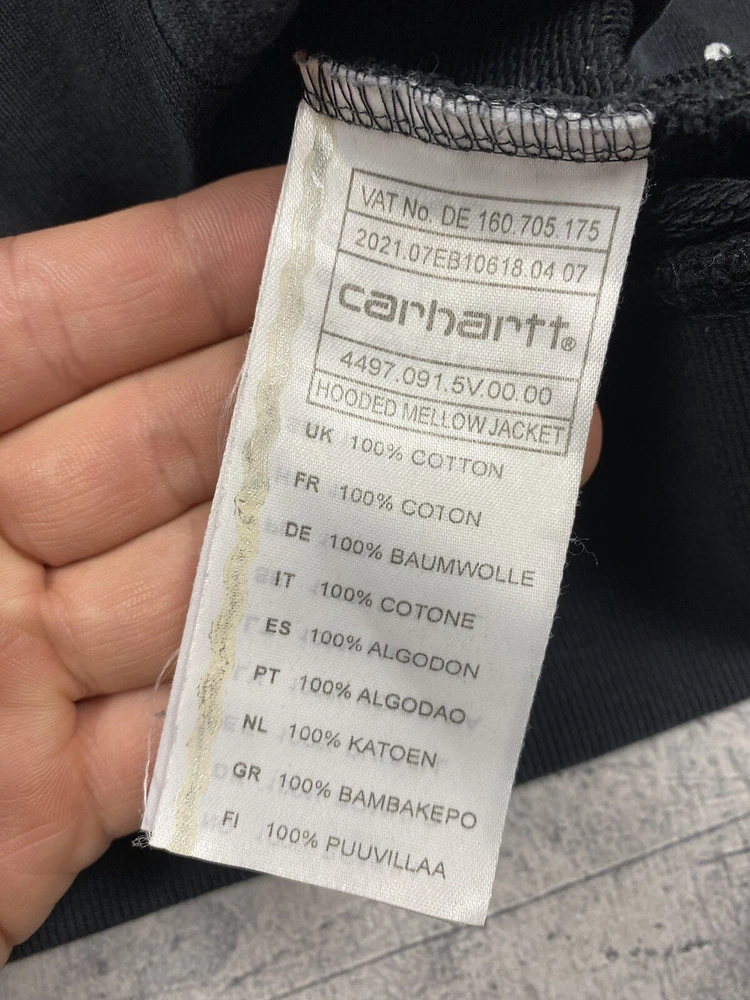 VAT No. DE 160.705.175
2021.07EB10618.04 07
carhartt®
4497.091.5V.00.00
HOODED MELLOW JACKET
UK 100% COTTON
FR 100% COTON
DE 100% BAUMWOLLE
IT 100% COTONE
ES 100% ALGODON
PT 100% ALGODAO
NL 100% KATOEN
GR 100% BAMBAKEPO
FI 100% PUUVILLAA